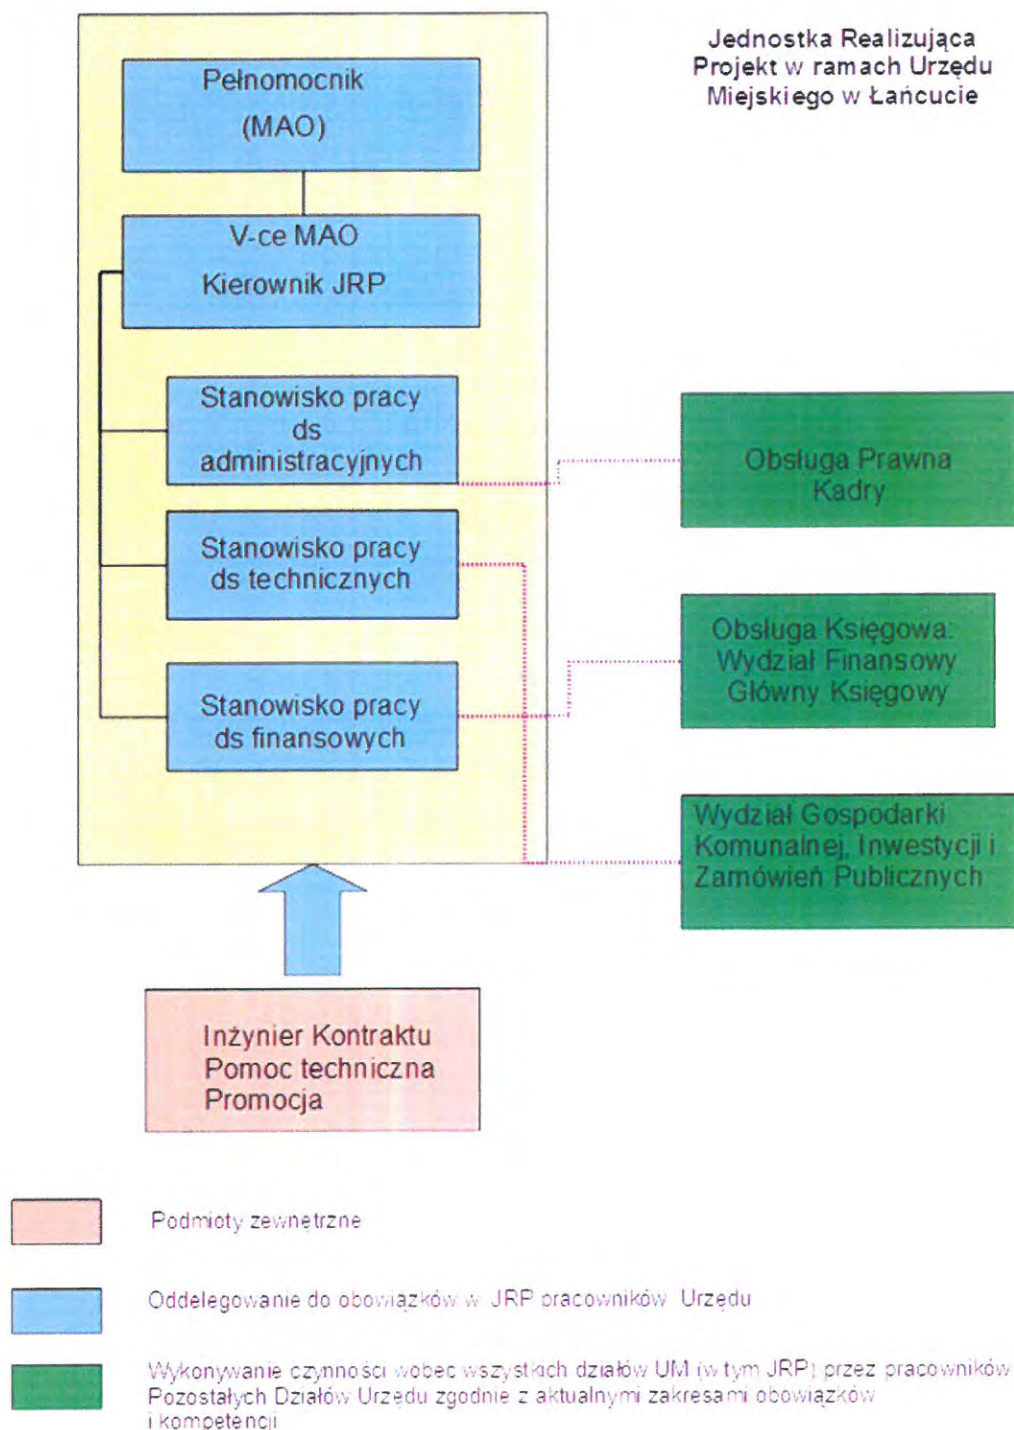 Jednostka Realizująca
Projekt w ramach Urzędu
Miejskiego w Łańcucie
Pełnomocnik
(MAO)
V-ce MAO
Kierownik JRP
Stanowisko pracy
ds
administracyjnych
Obsługa Prawna
Kadry
Stanowisko pracy
ds technicznych
Obsługa Księgowa:
Wydział Finansowy
Główny Księgowy
Stanowisko pracy
ds finansowych
Wydział Gospodarki
Komunalnej, Inwestycji i
Zamówień Publicznych
Inżynier Kontraktu
Pomoc techniczna
Promocja
Podmioty zewnętrzne
Oddelegowanie do obowiązków w JRP pracowników Urzędu
Wykonywanie czynności wobec wszystkich działów UM (w tym JRP) przez pracowników
Pozostałych Działów Urzędu zgodnie z aktualnymi zakresami obowiązków
i kompetencji